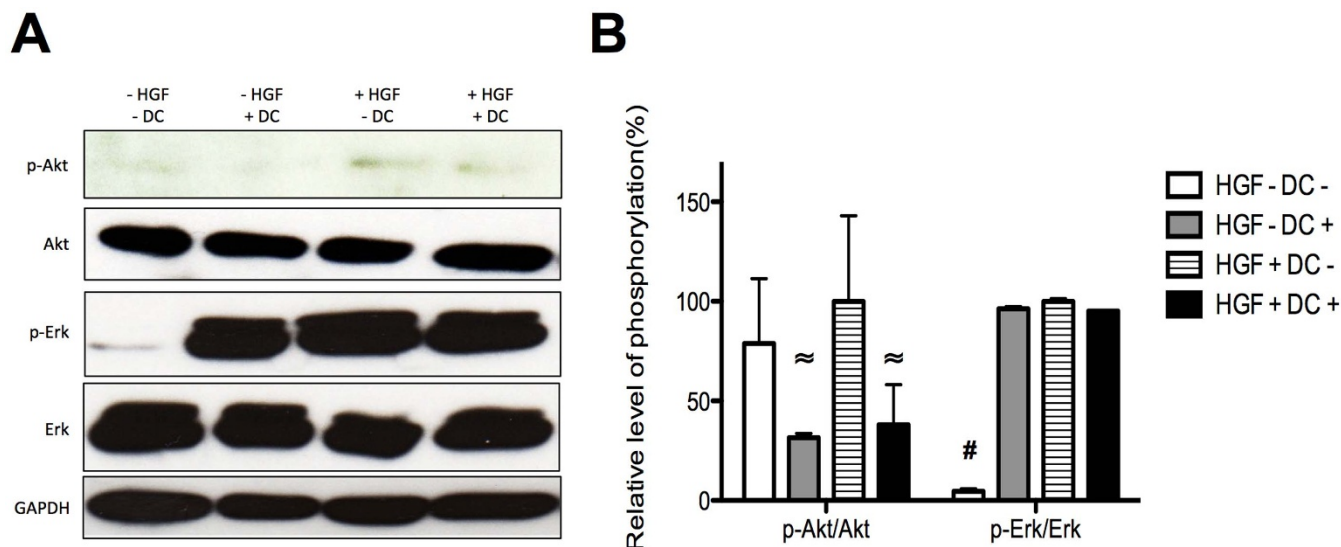 A
- HGF - HGF + HGF + HGF
- DC + DC - DC + DC
p-Akt
Akt
p-Erk
Erk
GAPDH
B
Relative level of phosphorylation(%)
150
100
50
0
≈
≈
#
p-Akt/Akt
p-Erk/Erk
HGF - DC -
HGF - DC +
HGF + DC -
HGF + DC +